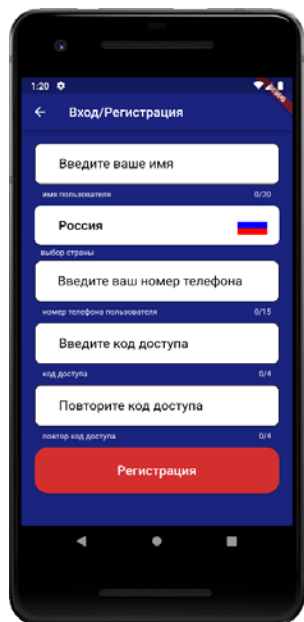 1:20
Вход/Регистрация
Введите ваше имя
имя пользователя 0/20
Россия
выбор страны
Введите ваш номер телефона
номер телефона пользователя 0/15
Введите код доступа
код доступа 0/4
Повторите код доступа
повтор код доступа 0/4
Регистрация